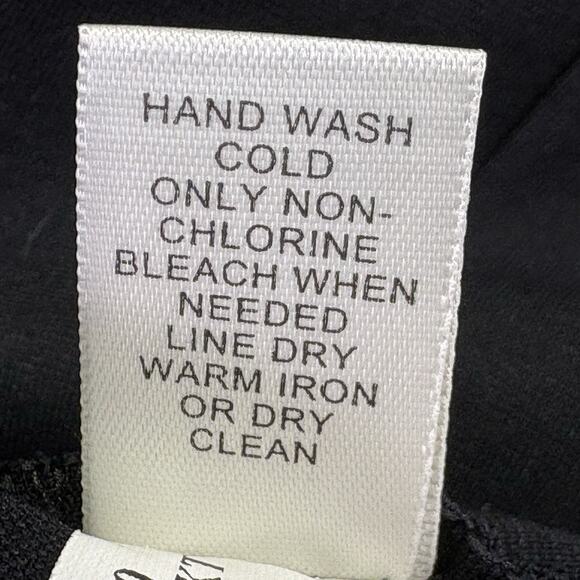 HAND WASH
COLD
ONLY NON-
CHLORINE
BLEACH WHEN
NEEDED
LINE DRY
WARM IRON
OR DRY
CLEAN